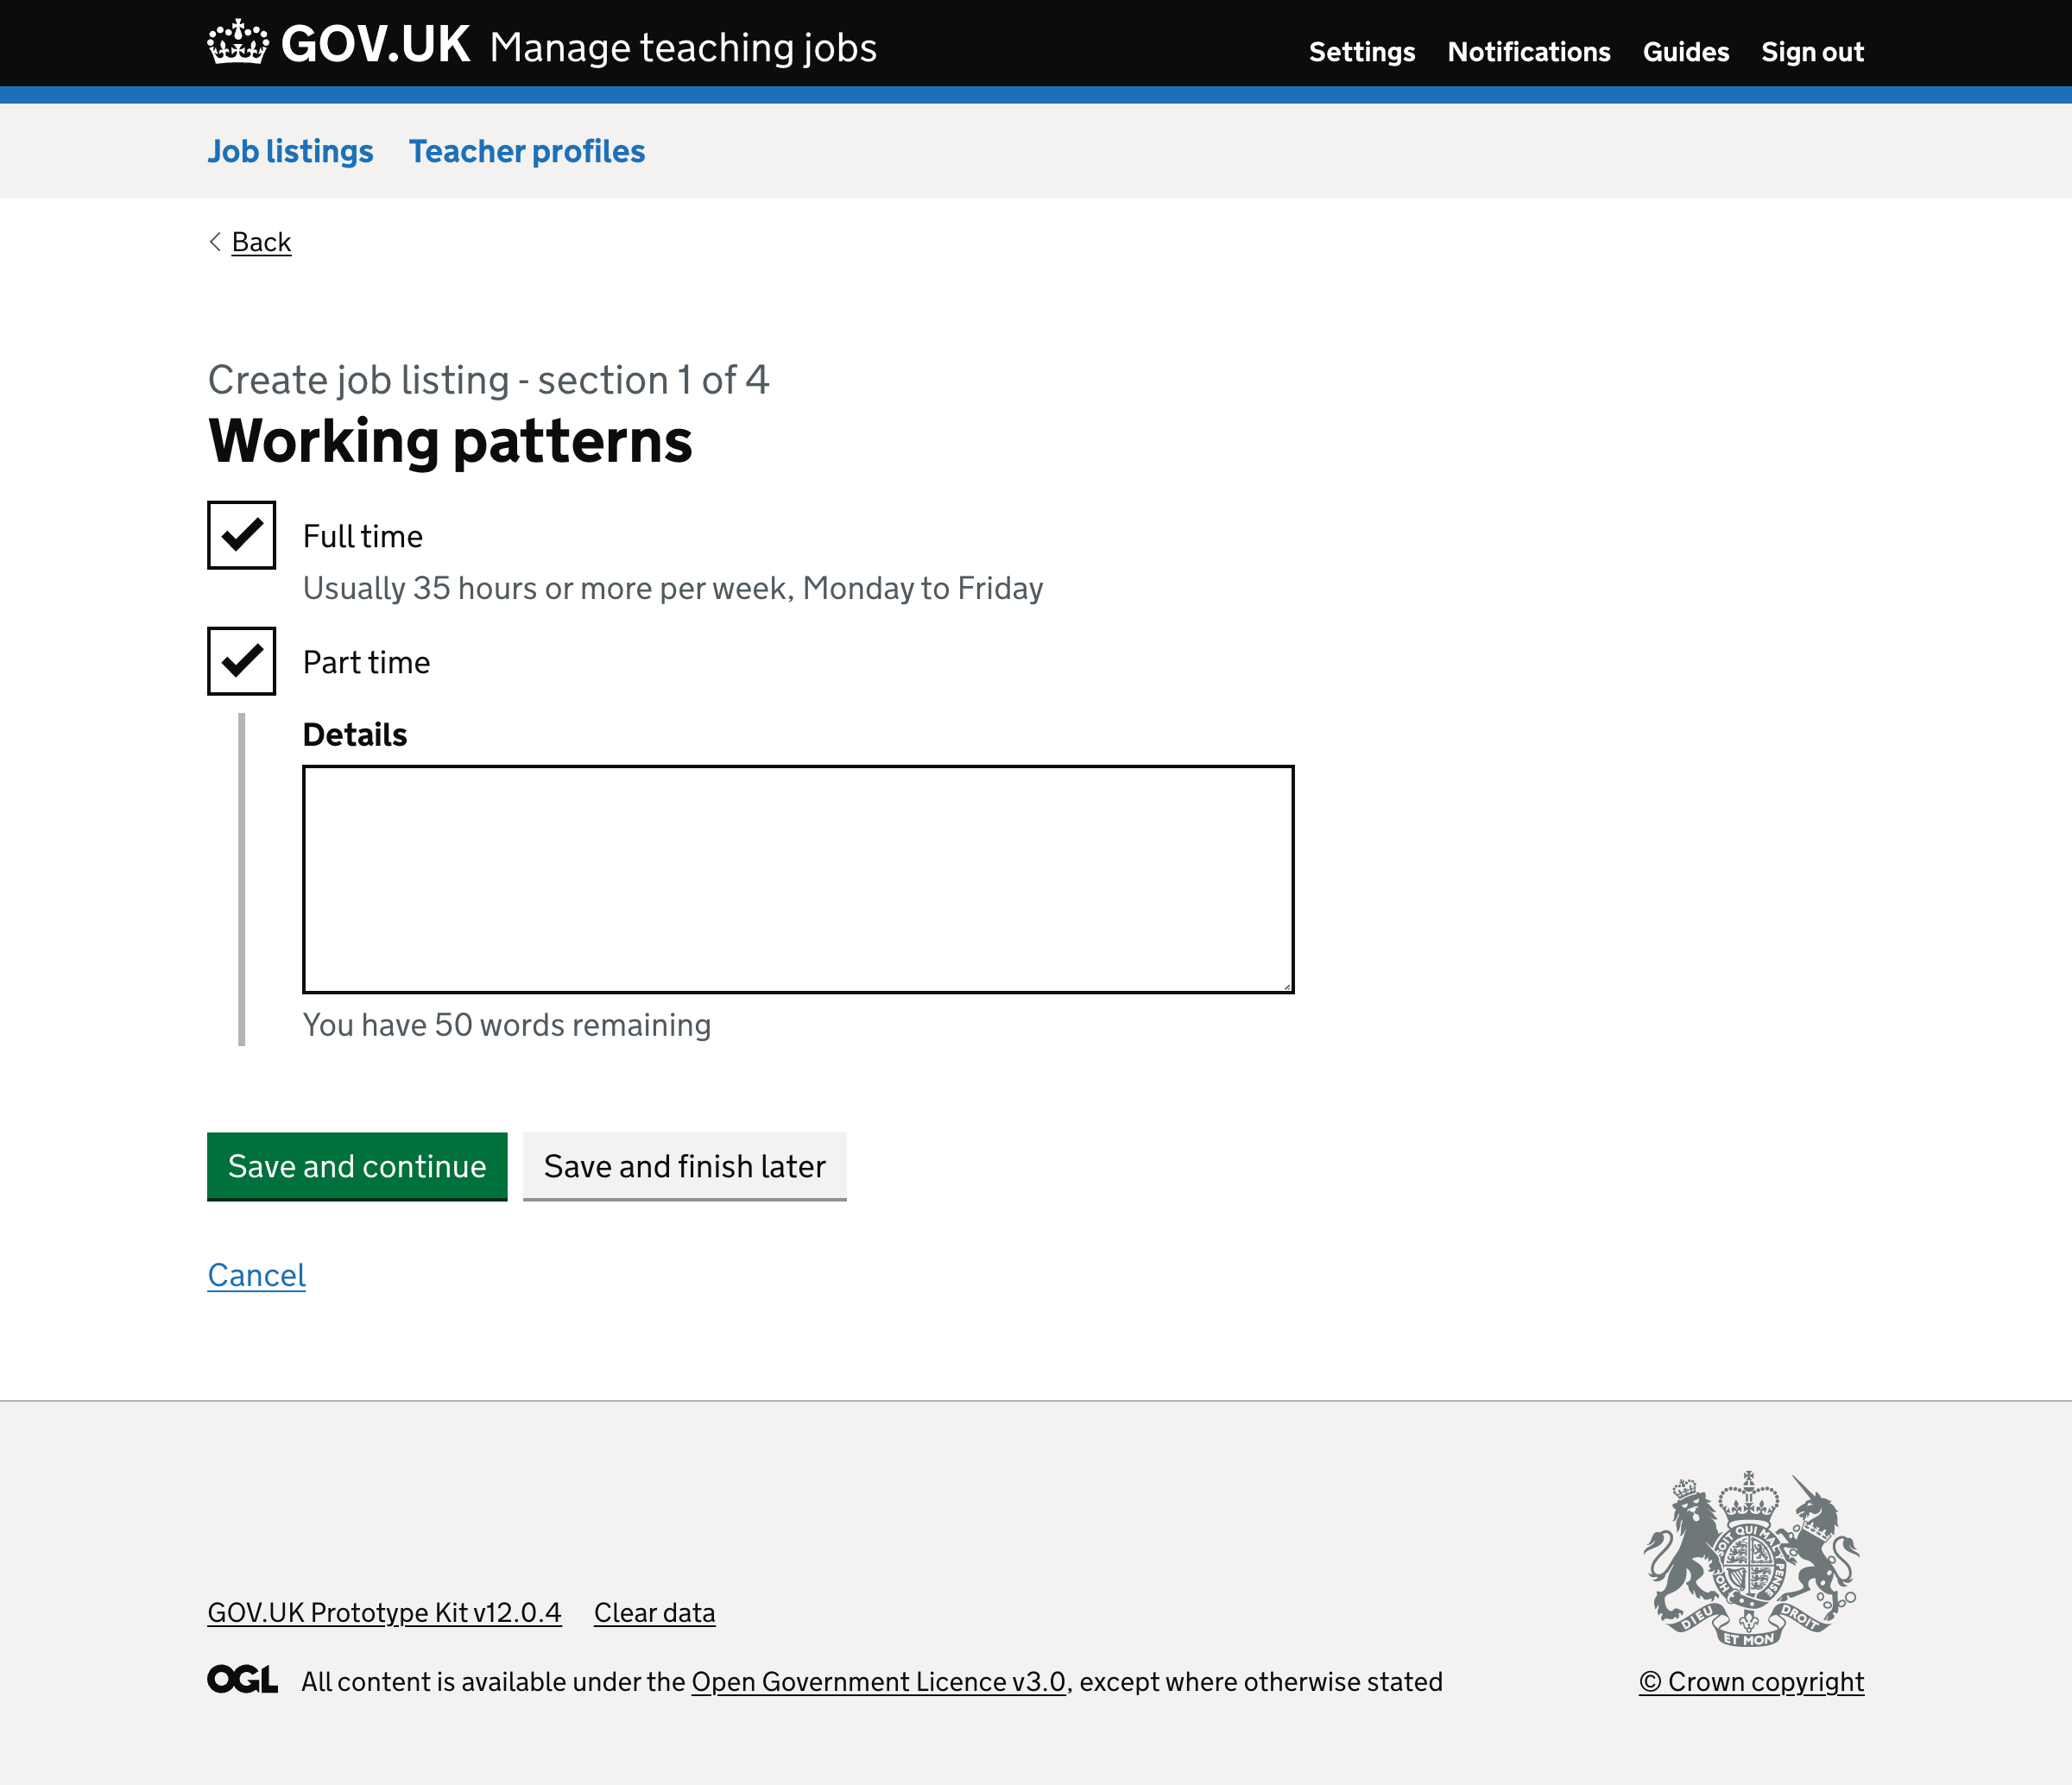 GOV.UK Manage teaching jobs
Settings Notifications Guides Sign out
Job listings Teacher profiles
Back
Create job listing - section 1 of 4
Working patterns
Full time
Usually 35 hours or more per week, Monday to Friday
Part time
Details
You have 50 words remaining
Save and continue Save and finish later
Cancel
GOV.UK Prototype Kit v12.0.4 Clear data
OGL All content is available under the Open Government Licence v3.0, except where otherwise stated
SOIT QUI MAL Y PENSE
DIEU ET MON DROIT
© Crown copyright